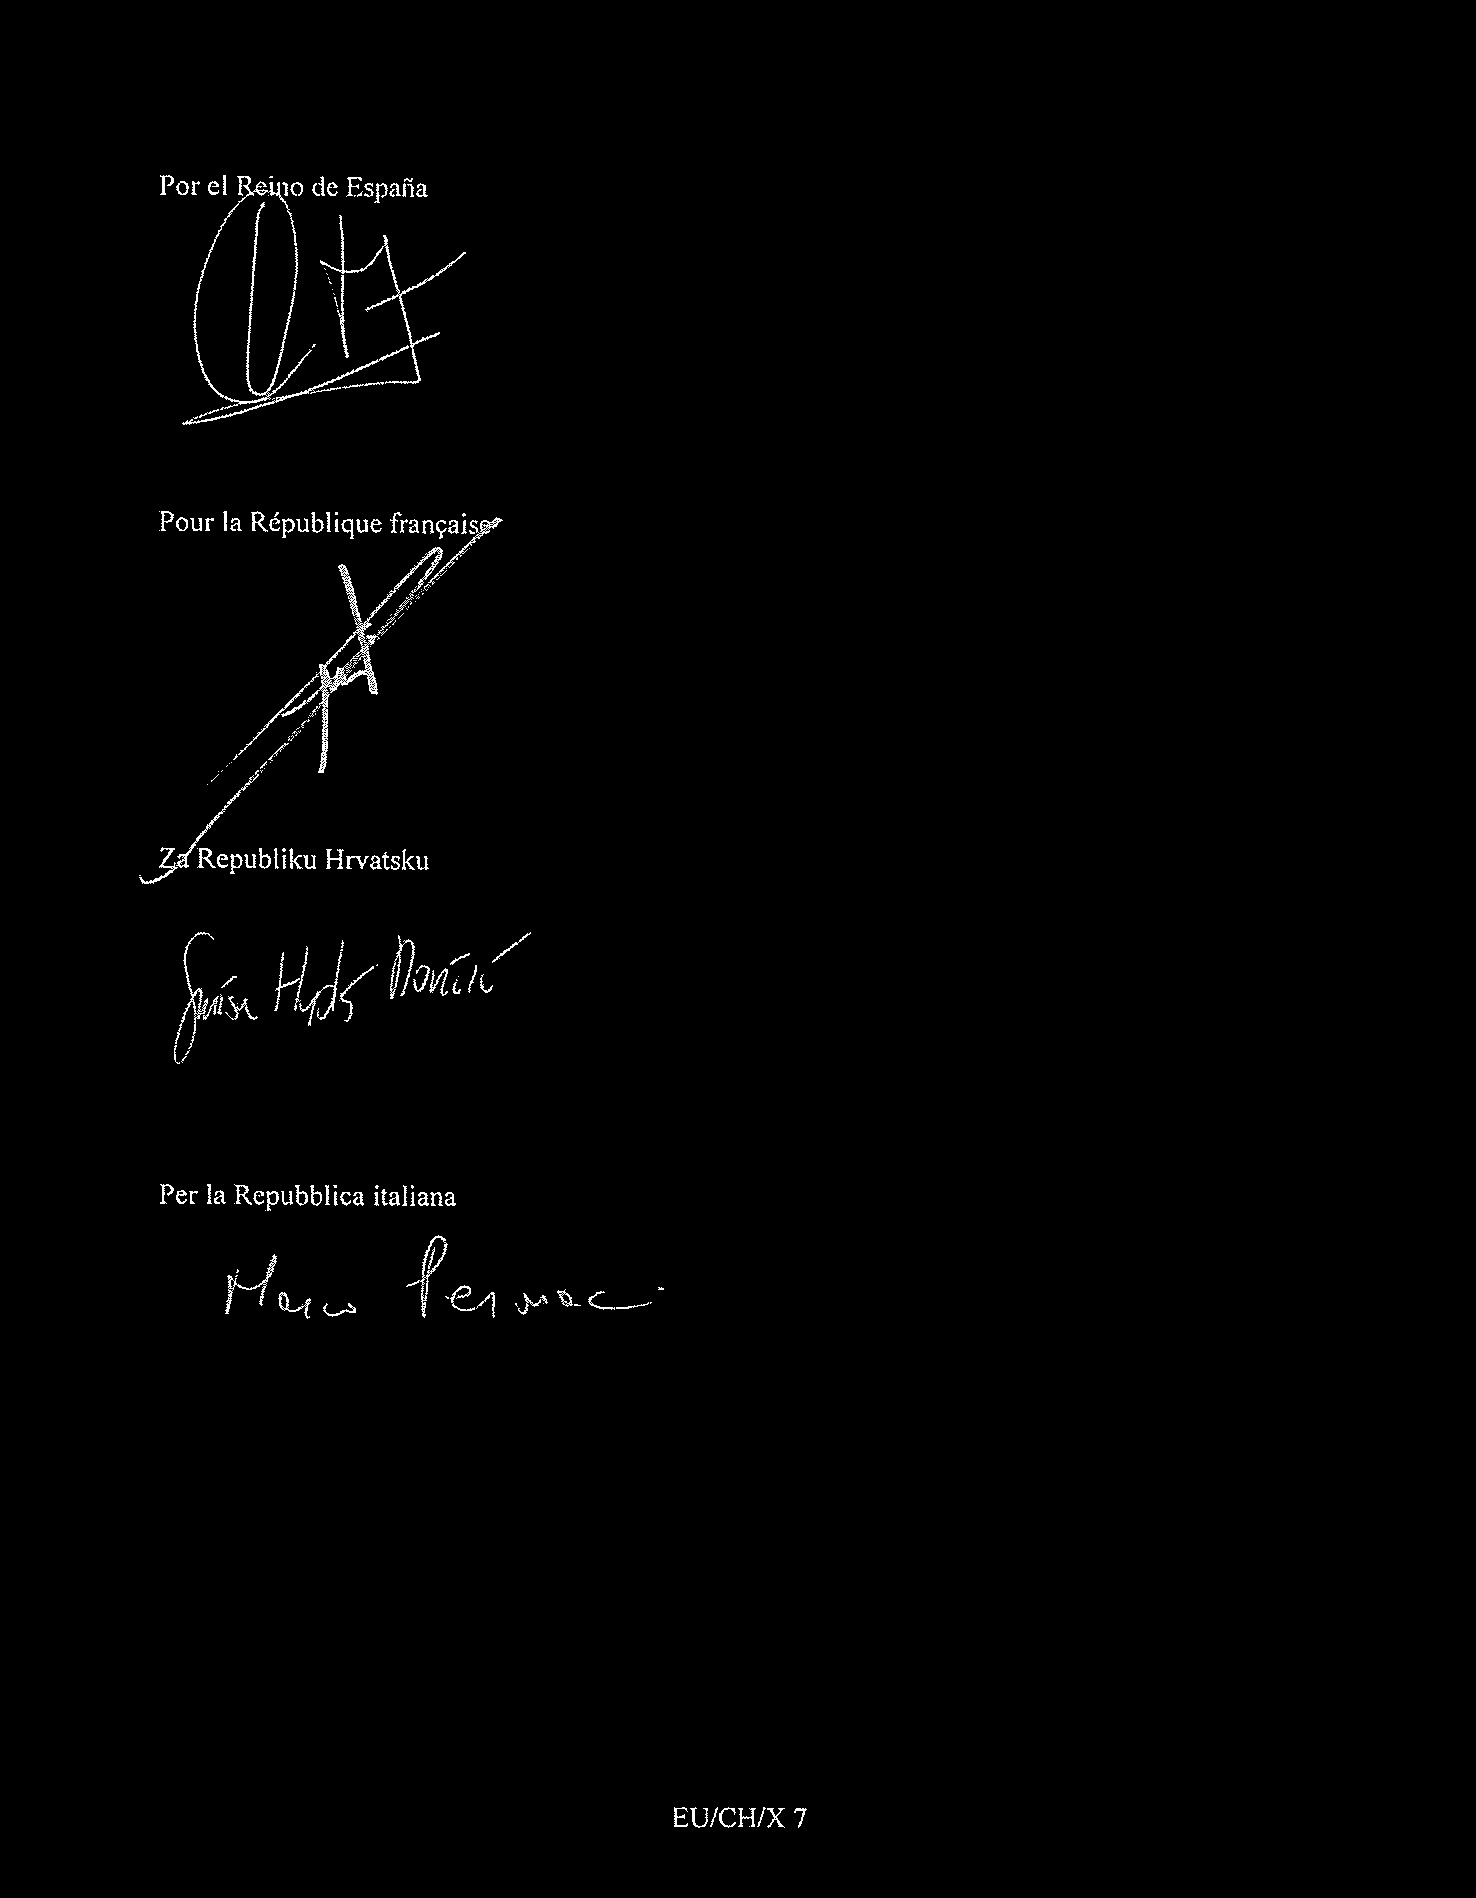 Por el Reino de España
Pour la République française
Za Republiku Hrvatsku
Per la Repubblica italiana
Marco
EU/CH/X 7